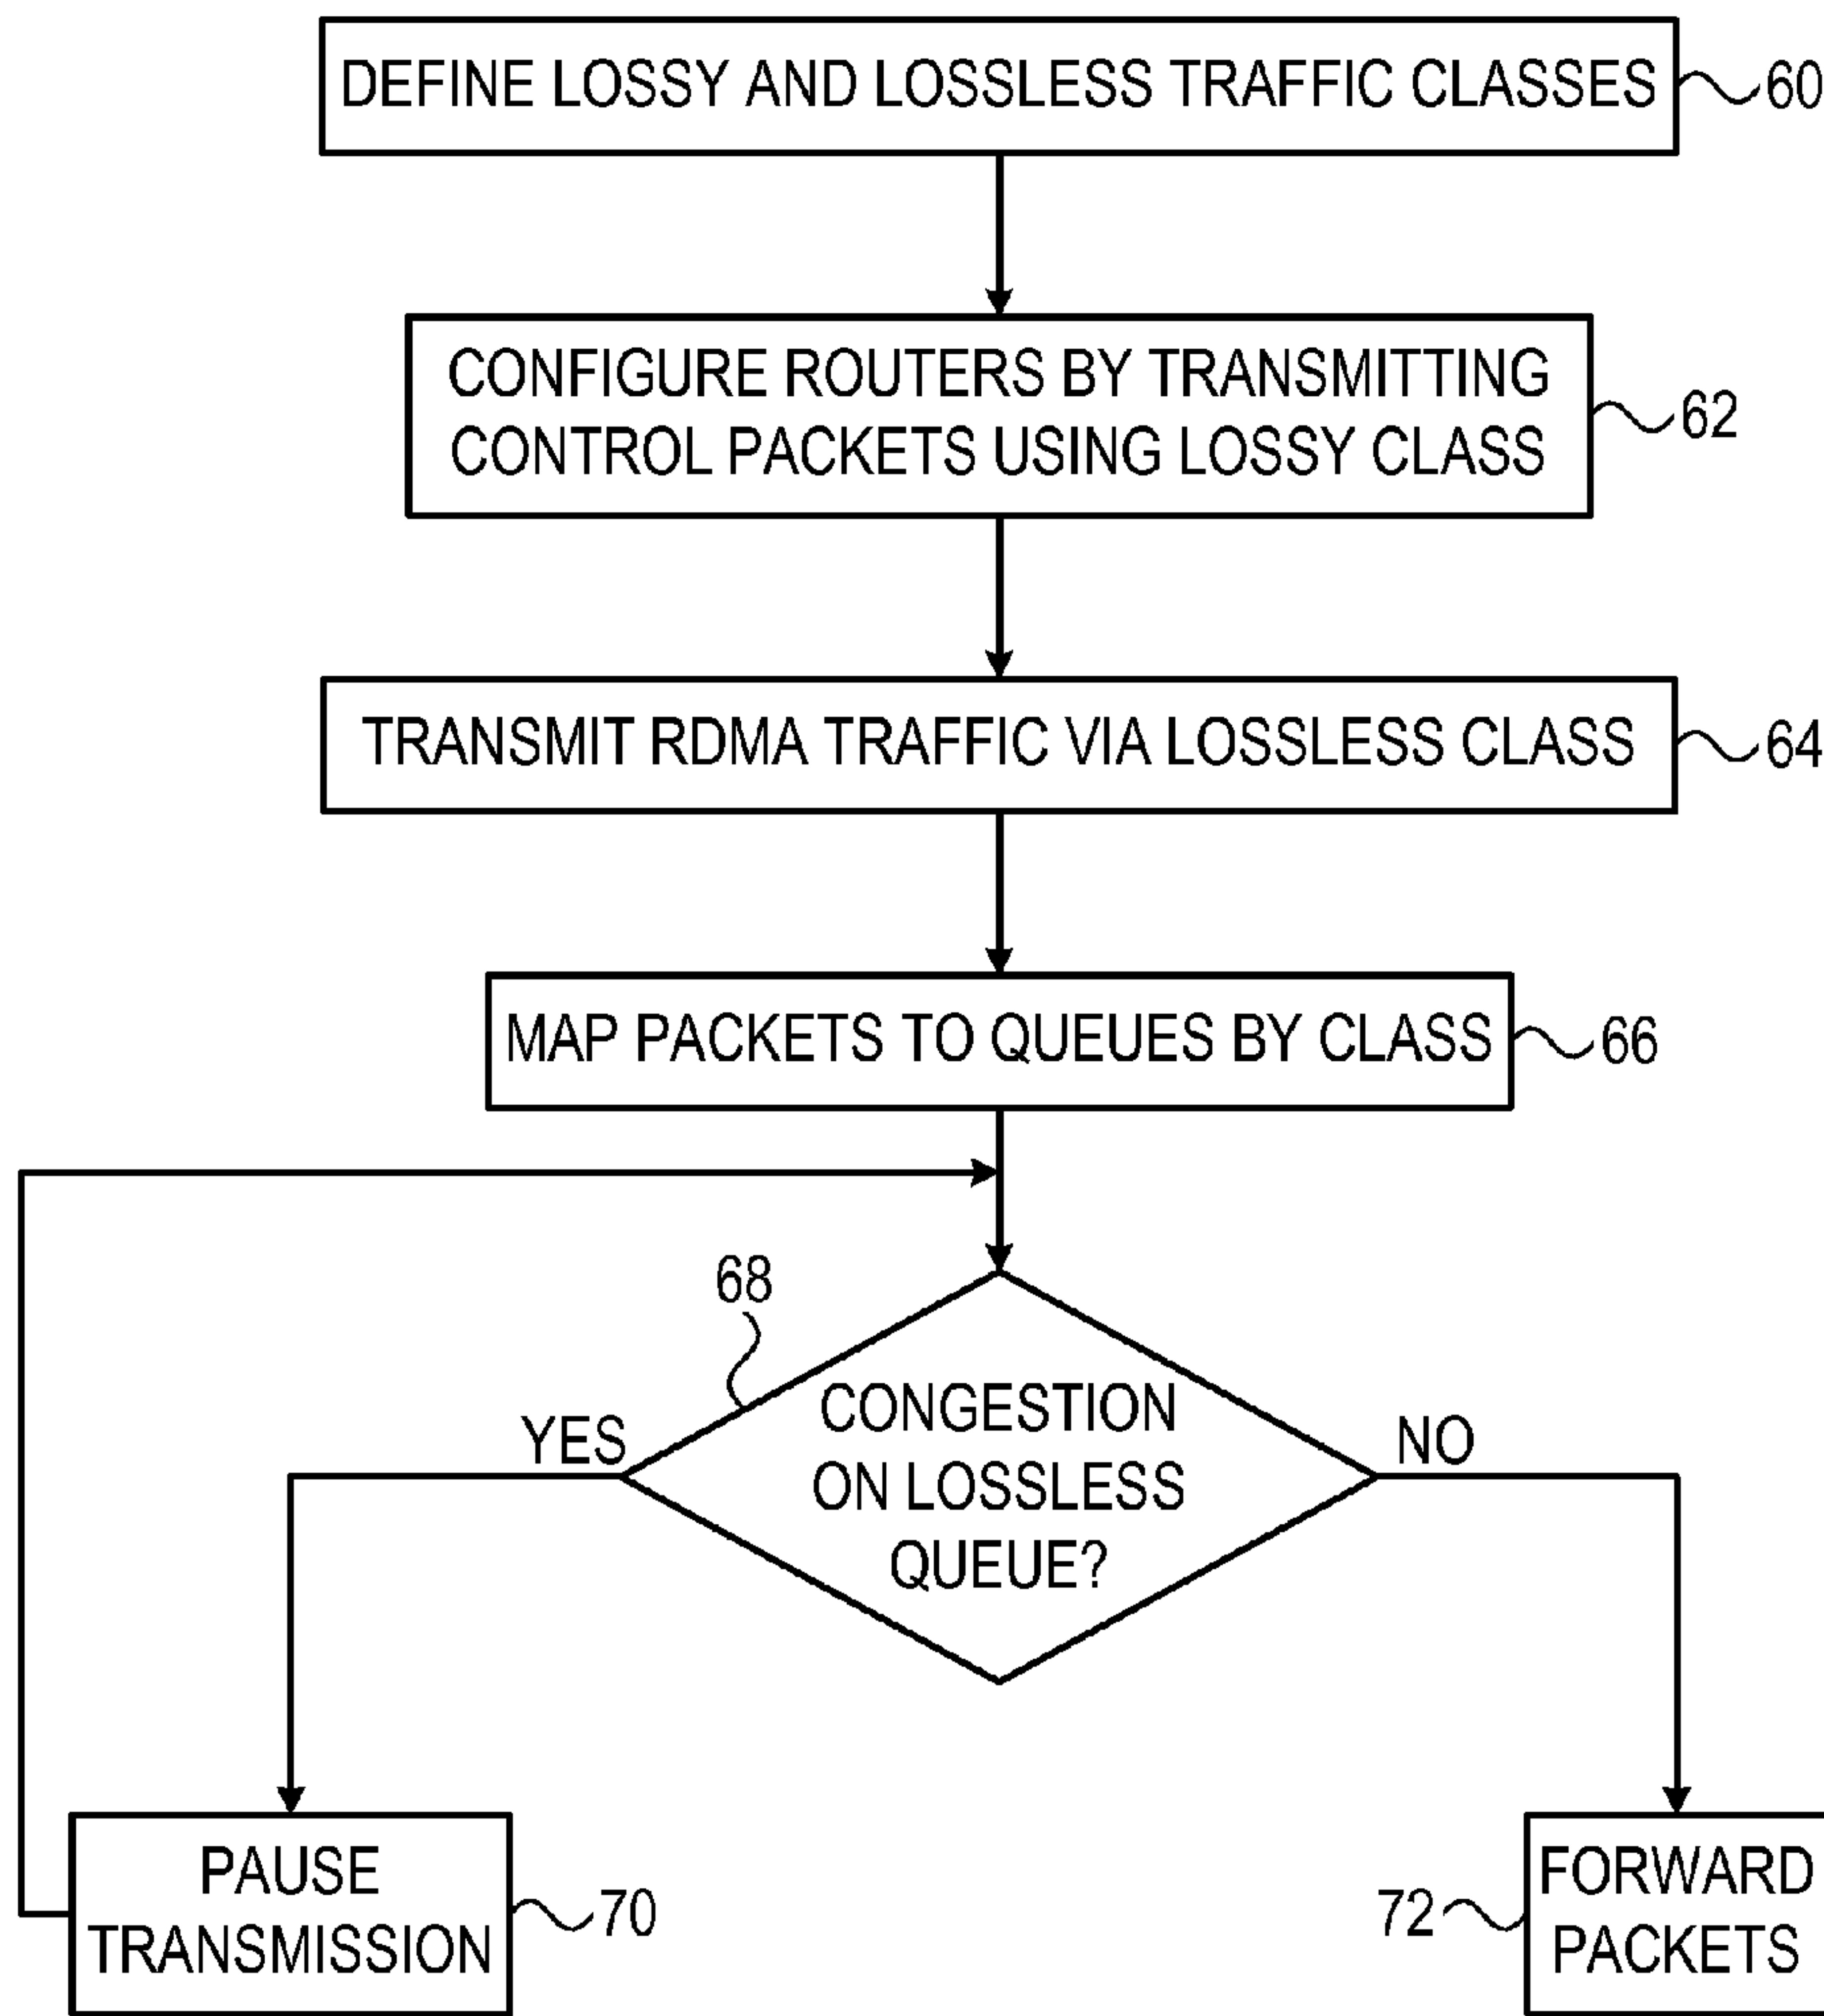 DEFINE LOSSY AND LOSSLESS TRAFFIC CLASSES
60
CONFIGURE ROUTERS BY TRANSMITTING
CONTROL PACKETS USING LOSSY CLASS
62
TRANSMIT RDMA TRAFFIC VIA LOSSLESS CLASS
64
MAP PACKETS TO QUEUES BY CLASS
66
68
CONGESTION
ON LOSSLESS
QUEUE?
YES
NO
PAUSE
TRANSMISSION
70
72
FORWARD
PACKETS